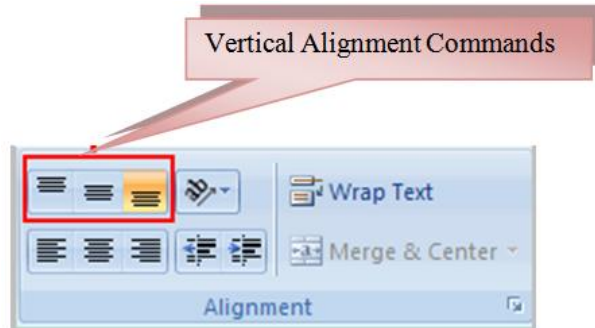 Vertical Alignment Commands
Wrap Text
Merge & Center
Alignment